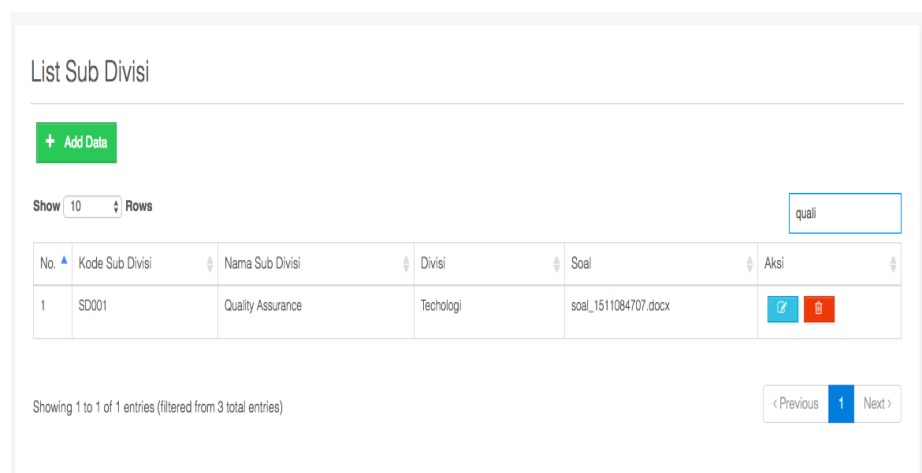 List Sub Divisi
+ Add Data
Show 10 Rows
quali
No. Kode Sub Divisi Nama Sub Divisi Divisi Soal Aksi
1 SD001 Quality Assurance Techologi soal_1511084707.docx
Showing 1 to 1 of 1 entries (filtered from 3 total entries)
‹ Previous 1 Next ›